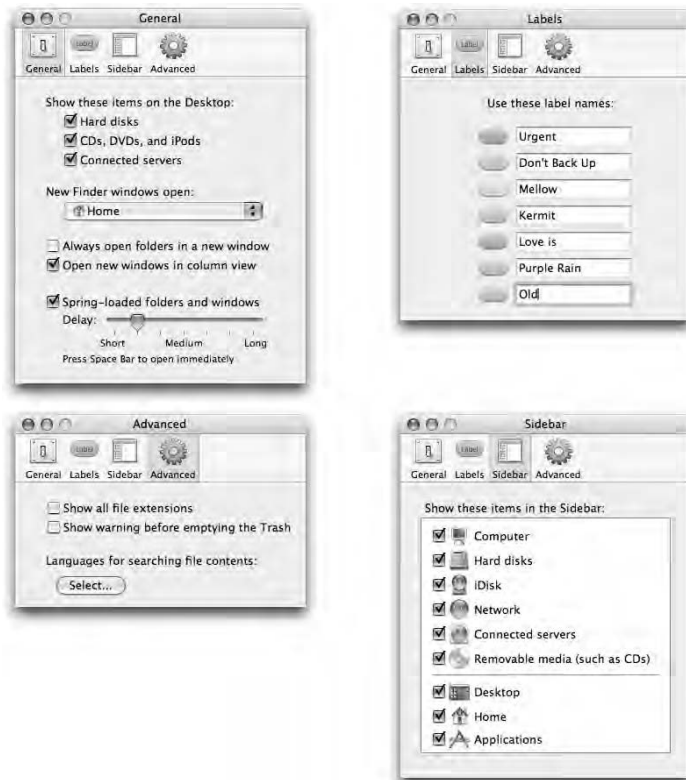 General
General Labels Sidebar Advanced
Show these items on the Desktop:
Hard disks
CDs, DVDs, and iPods
Connected servers
New Finder windows open:
Home
Always open folders in a new window
Open new windows in column view
Spring-loaded folders and windows
Delay:
Short Medium Long
Press Space Bar to open immediately
Labels
Label
General Labels Sidebar Advanced
Use these label names:
Urgent
Don't Back Up
Mellow
Kermit
Love is
Purple Rain
Old
Advanced
Label
General Labels Sidebar Advanced
Show all file extensions
Show warning before emptying the Trash
Languages for searching file contents:
Select...
Sidebar
Label
General Labels Sidebar Advanced
Show these items in the Sidebar:
Computer
Hard disks
iDisk
Network
Connected servers
Removable media (such as CDs)
Desktop
Home
Applications